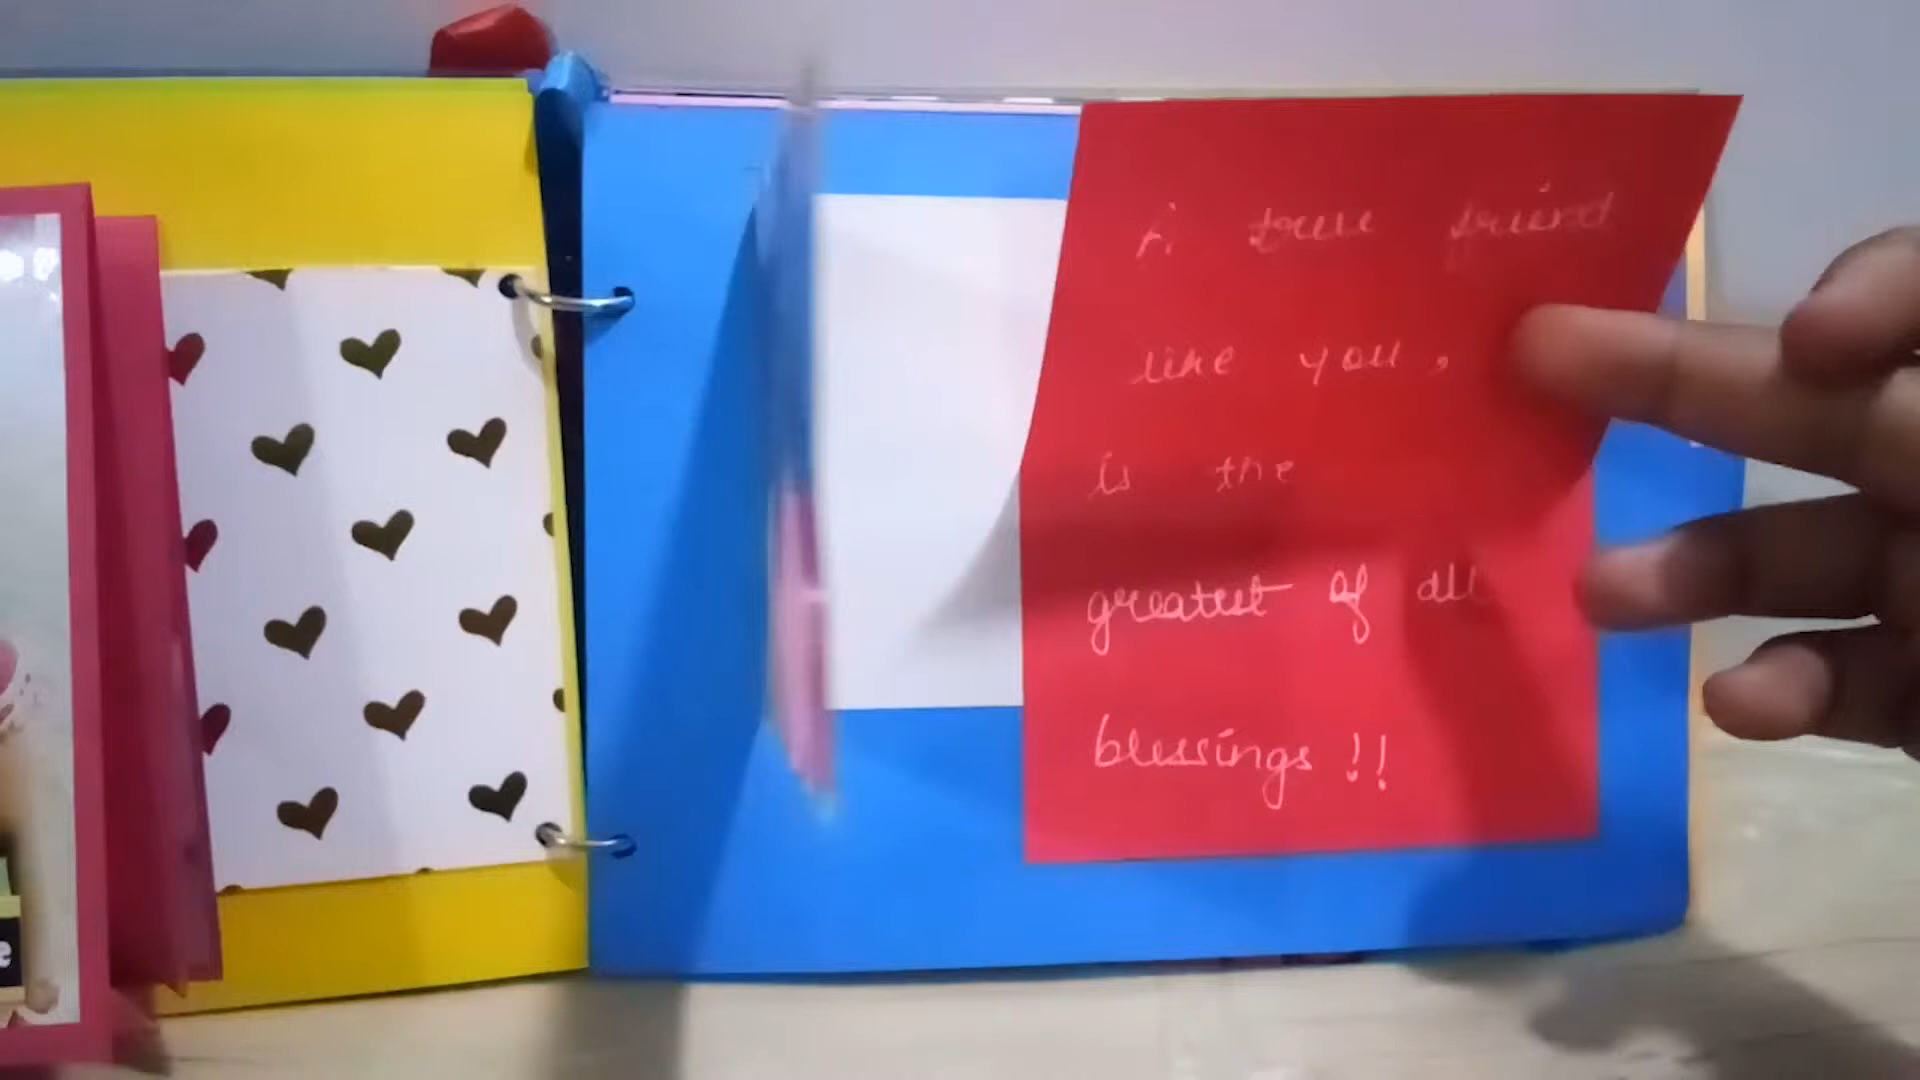 A true friend
like you,
is the
greatest of all
blessings !!
e